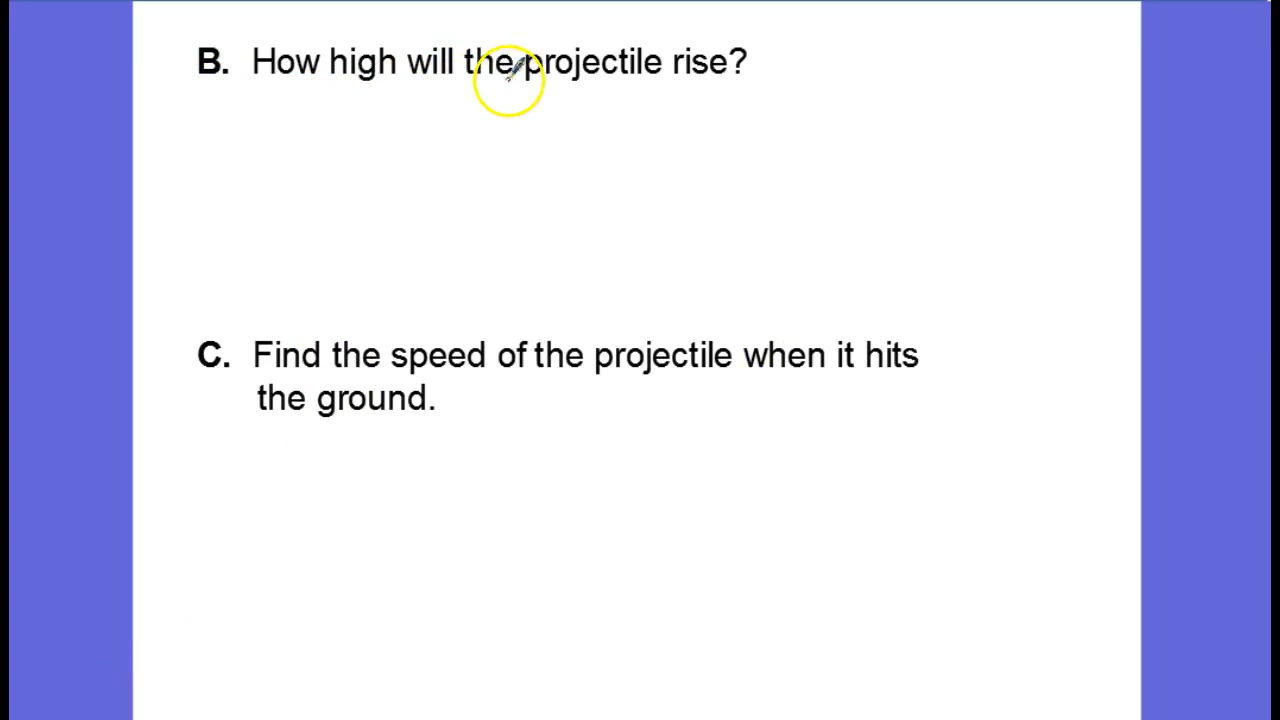 B. How high will the projectile rise?
C. Find the speed of the projectile when it hits
the ground.